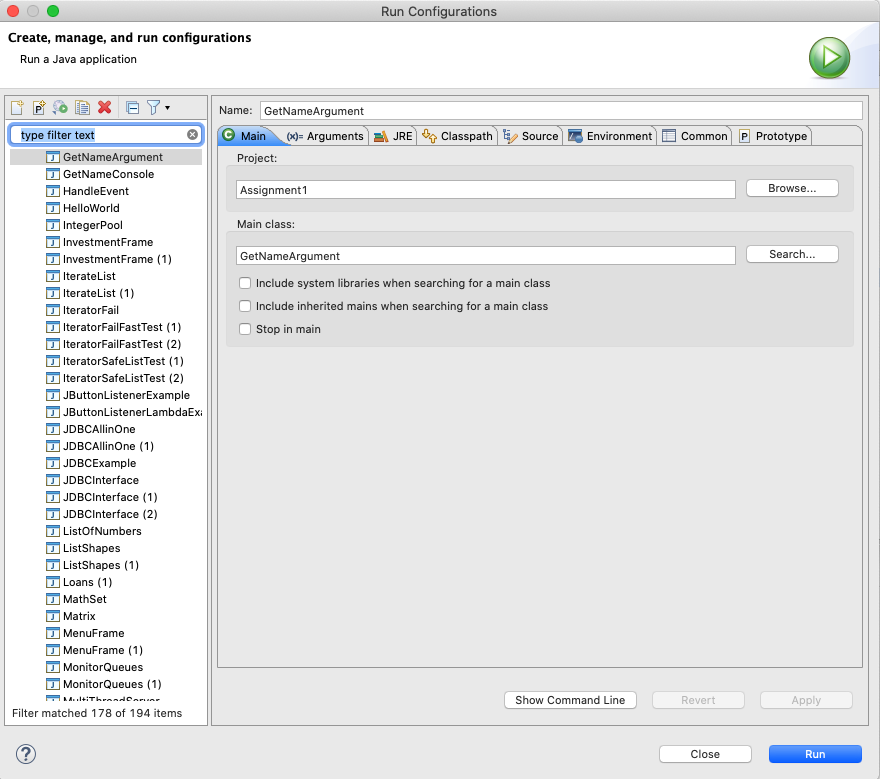 Run Configurations
Create, manage, and run configurations
Run a Java application
type filter text
GetNameArgument
GetNameConsole
HandleEvent
HelloWorld
IntegerPool
InvestmentFrame
InvestmentFrame (1)
IterateList
IterateList (1)
IteratorFail
IteratorFailFastTest (1)
IteratorFailFastTest (2)
IteratorSafeListTest (1)
IteratorSafeListTest (2)
JButtonListenerExample
JButtonListenerLambdaExa
JDBCAllinOne
JDBCAllinOne (1)
JDBCExample
JDBCInterface
JDBCInterface (1)
JDBCInterface (2)
ListOfNumbers
ListShapes
ListShapes (1)
Loans (1)
MathSet
Matrix
MenuFrame
MenuFrame (1)
MonitorQueues
MonitorQueues (1)
MultiThreadServer
Filter matched 178 of 194 items
Name: GetNameArgument
Main (x)= Arguments JRE Classpath Source Environment Common Prototype
Project:
Assignment1 Browse...
Main class:
GetNameArgument Search...
Include system libraries when searching for a main class
Include inherited mains when searching for a main class
Stop in main
Show Command Line Revert Apply
? Close Run